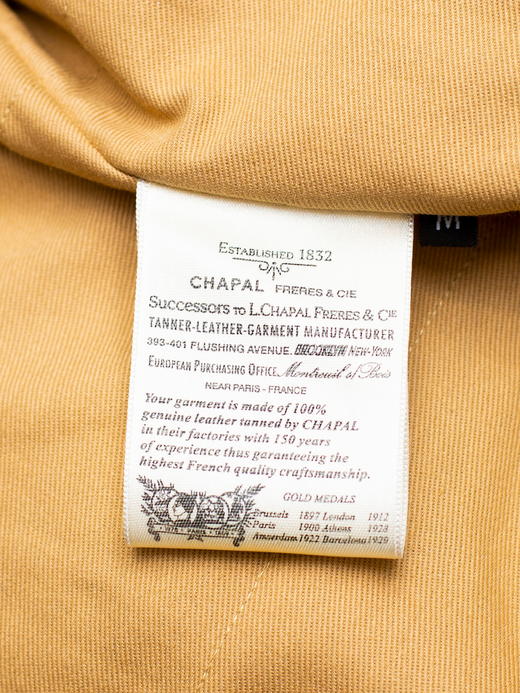 M
ESTABLISHED 1832
CHAPAL FRERES & CIE
SUCCESSORS TO L.CHAPAL FRERES & CIE
TANNER-LEATHER-GARMENT MANUFACTURER
393-401 FLUSHING AVENUE. BROOKLYN NEW-YORK
EUROPEAN PURCHASING OFFICE. Montreuil s/ Bois
NEAR PARIS - FRANCE
Your garment is made of 100%
genuine leather tanned by CHAPAL
in their factories with 150 years
of experience thus garanteeing the
highest French quality craftsmanship.
GOLD MEDALS
Brussels 1897 London 1912
Paris 1900 Athens 1928
Amsterdam 1922 Barcelona 1929